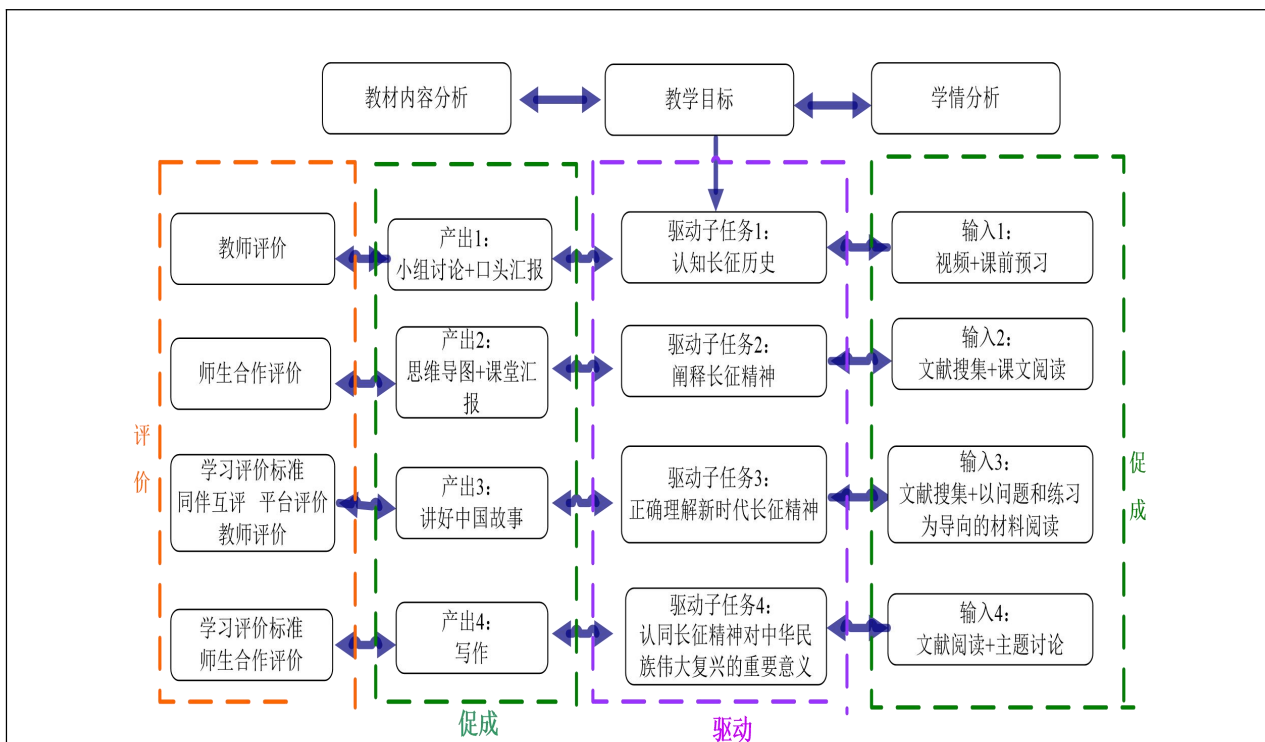 教材内容分析
教学目标
学情分析
教师评价
产出1：
小组讨论+口头汇报
驱动子任务1：
认知长征历史
输入1：
视频+课前预习
师生合作评价
产出2：
思维导图+课堂汇
报
驱动子任务2：
阐释长征精神
输入2：
文献搜集+课文阅读
评
价
学习评价标准
同伴互评 平台评价
教师评价
产出3：
讲好中国故事
驱动子任务3：
正确理解新时代长征精神
输入3：
文献搜集+以问题和练习
为导向的材料阅读
促
成
学习评价标准
师生合作评价
产出4：
写作
驱动子任务4：
认同长征精神对中华民
族伟大复兴的重要意义
输入4：
文献阅读+主题讨论
促成
驱动